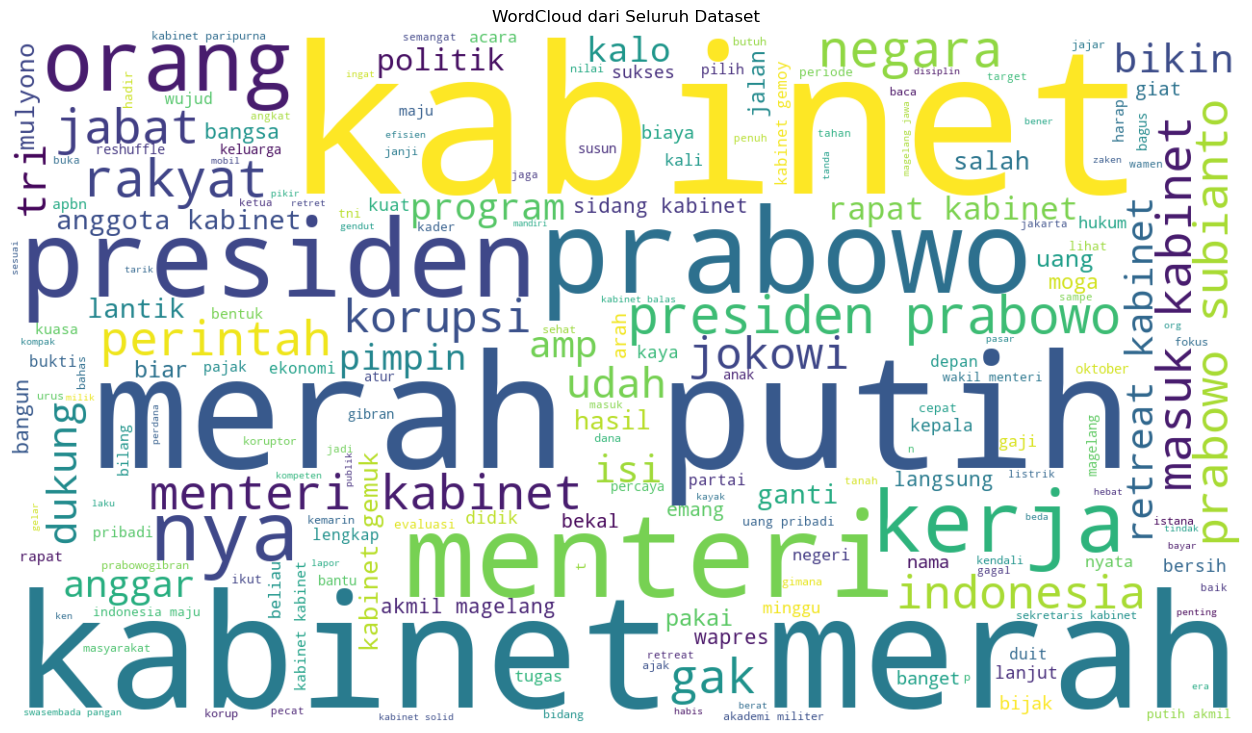 WordCloud dari Seluruh Dataset
kabinet paripurna
semangat
acara
butuh
orang
kabinet
politik
kalo
negara
jajar
bikin
mulyono
hadir
wujud
ingat
nilai
sukses
pilih
jalan
periode
disiplin
target
giat
angkat
maju
baca
jabat
bangsa
efisien
biaya
kabinet gemoy
penuh
tahan
magelang jawa
bener
harap
bagus
tri
reshuffle
keluarga
janji
susun
kali
tanda
salah
zaken
wamen
buka
mobil
jaga
rakyat
pikir
apbn
ketua
retret
kuat
program
sidang kabinet
rapat kabinet
anggota kabinet
tni
gendut
kader
mandiri
jakarta
hukum
masuk kabinet
prabowo subianto
retreat kabinet
sesuai
presiden
prabowo
tarik
lihat
uang
moga
lantik
bentuk
korupsi
kabinet balas
presiden prabowo
sampe
kuasa
kompak
perintah
sehat
amp
arah
kaya
jokowi
pasar
org
fokus
bukti
bahas
biar
pajak
ekonomi
pimpin
atur
anak
depan
wakil menteri
oktober
urus
milik
udah
masuk
merah putih
bangun
dukung
perdana
gibran
hasil
dana
cepat
kepala
gaji
magelang
bilang
koruptor
jadi
n
isi
percaya
partai
langsung
listrik
tanah
publik
kompeten
kayak
hebat
menteri kabinet
laku
gelar
kabinet gemuk
ganti
beda
tindak
istana
nya
kemarin
lengkap
evaluasi
didik
bekal
emang
uang pribadi
kerja
pribadi
rapat
menteri
negeri
nama
kendali
gagal
nyata
bayar
bersih
prabowogibran
ikut
beliau
lapor
bantu
t
gimana
anggar
indonesia maju
kabinet kabinet
akmil magelang
pakai
minggu
indonesia
baik
ken
sekretaris kabinet
penting
wapres
kabinet merah
masyarakat
retreat
ajak
duit
lanjut
tugas
gak
banget
p
era
swasembada pangan
korup
pecat
kabinet solid
bidang
habis
berat
akademi militer
bijak
putih akmil